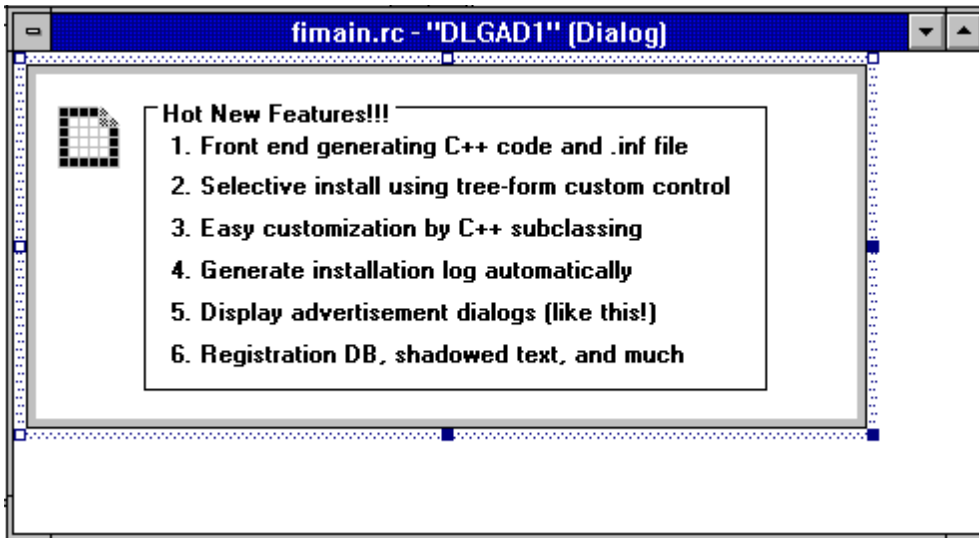 fimain.rc - "DLGAD1" (Dialog)
Hot New Features!!!
1. Front end generating C++ code and .inf file
2. Selective install using tree-form custom control
3. Easy customization by C++ subclassing
4. Generate installation log automatically
5. Display advertisement dialogs (like this!)
6. Registration DB, shadowed text, and much